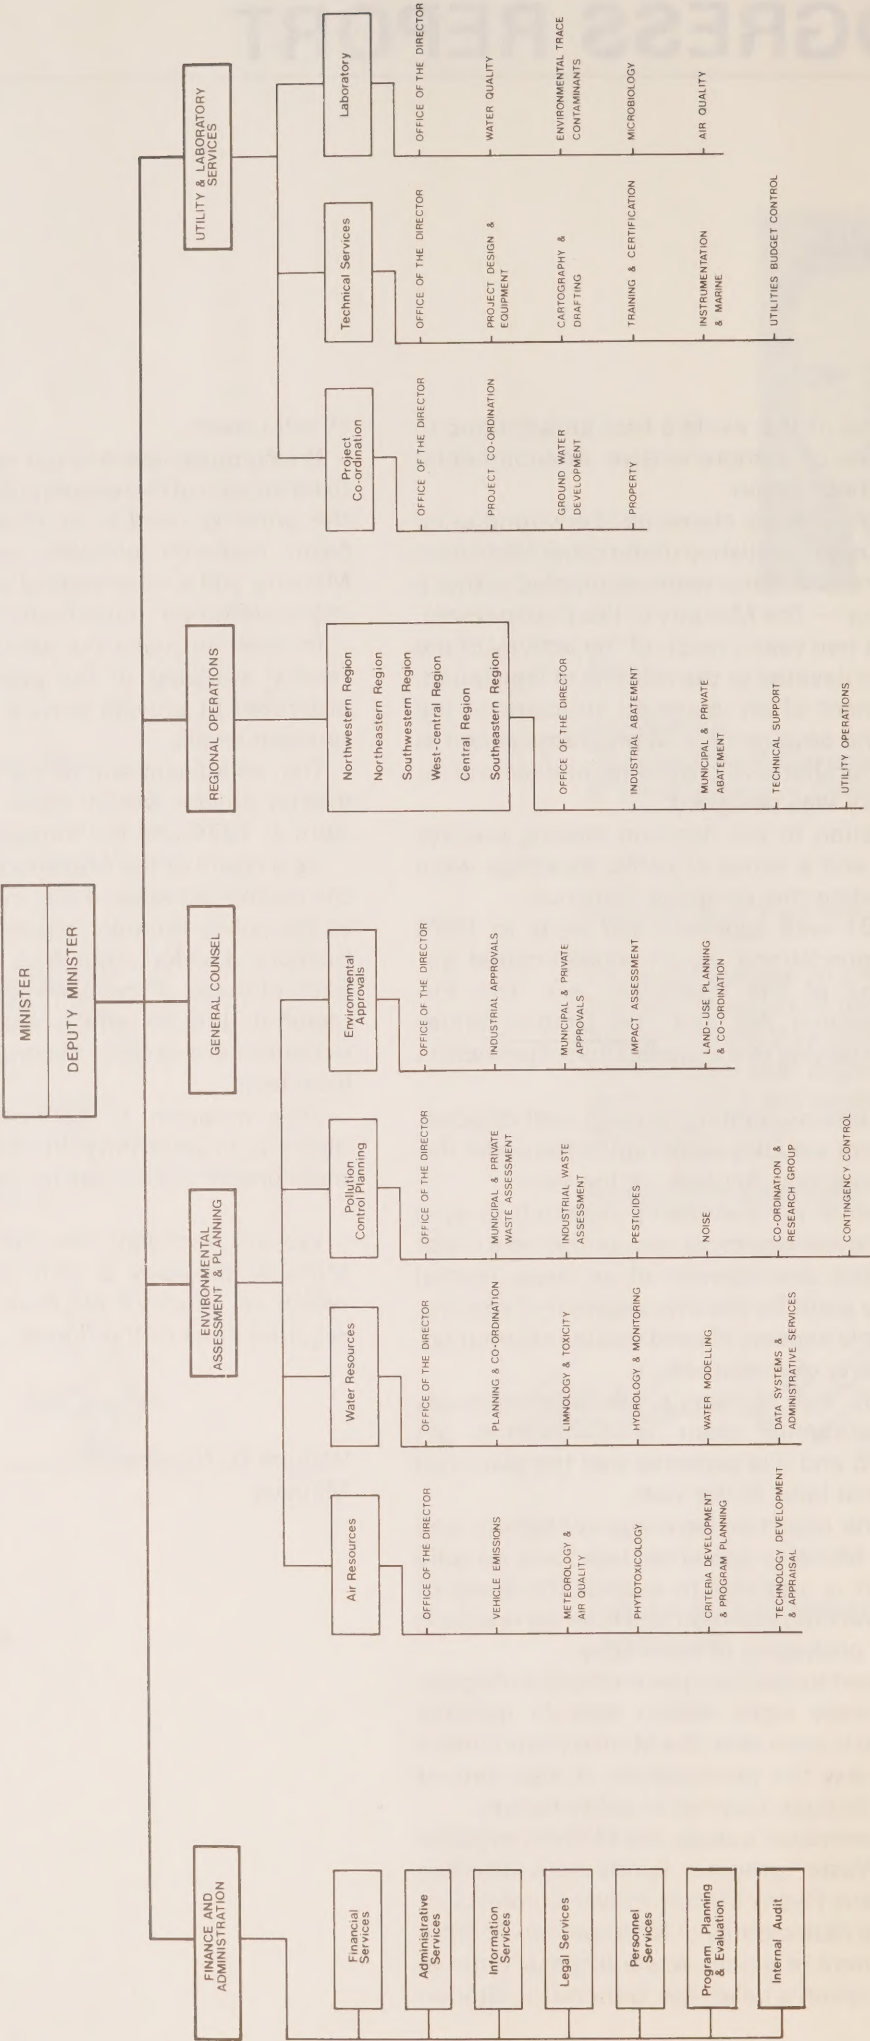 MINISTER
DEPUTY MINISTER
FINANCE AND
ADMINISTRATION
Financial
Services
Administrative
Services
Information
Services
Legal Services
Personnel
Services
Program Planning
& Evaluation
Internal Audit
ENVIRONMENTAL
ASSESSMENT & PLANNING
Air Resources
OFFICE OF THE DIRECTOR
VEHICLE EMISSIONS
METEOROLOGY &
AIR QUALITY
PHYTOTOXICOLOGY
CRITERIA DEVELOPMENT
& PROGRAM PLANNING
TECHNOLOGY DEVELOPMENT
& APPRAISAL
Water Resources
OFFICE OF THE DIRECTOR
PLANNING & CO-ORDINATION
LIMNOLOGY & TOXICITY
HYDROLOGY & MONITORING
WATER MODELLING
DATA SYSTEMS &
ADMINISTRATIVE SERVICES
Pollution
Control Planning
OFFICE OF THE DIRECTOR
MUNICIPAL & PRIVATE
WASTE ASSESSMENT
INDUSTRIAL WASTE
ASSESSMENT
PESTICIDES
NOISE
CO-ORDINATION &
RESEARCH GROUP
CONTINGENCY CONTROL
Environmental
Approvals
OFFICE OF THE DIRECTOR
INDUSTRIAL APPROVALS
MUNICIPAL & PRIVATE
APPROVALS
IMPACT ASSESSMENT
LAND-USE PLANNING
& CO-ORDINATION
GENERAL COUNSEL
REGIONAL OPERATIONS
Northwestern Region
Northeastern Region
Southwestern Region
West-central Region
Central Region
Southeastern Region
OFFICE OF THE DIRECTOR
INDUSTRIAL ABATEMENT
MUNICIPAL & PRIVATE
ABATEMENT
TECHNICAL SUPPORT
UTILITY OPERATIONS
UTILITY & LABORATORY
SERVICES
Project
Co-ordination
OFFICE OF THE DIRECTOR
PROJECT CO-ORDINATION
GROUND WATER
DEVELOPMENT
PROPERTY
Technical Services
OFFICE OF THE DIRECTOR
PROJECT DESIGN &
EQUIPMENT
CARTOGRAPHY &
DRAFTING
TRAINING & CERTIFICATION
INSTRUMENTATION
& MARINE
UTILITIES BUDGET CONTROL
Laboratory
OFFICE OF THE DIRECTOR
WATER QUALITY
ENVIRONMENTAL TRACE
CONTAMINANTS
MICROBIOLOGY
AIR QUALITY